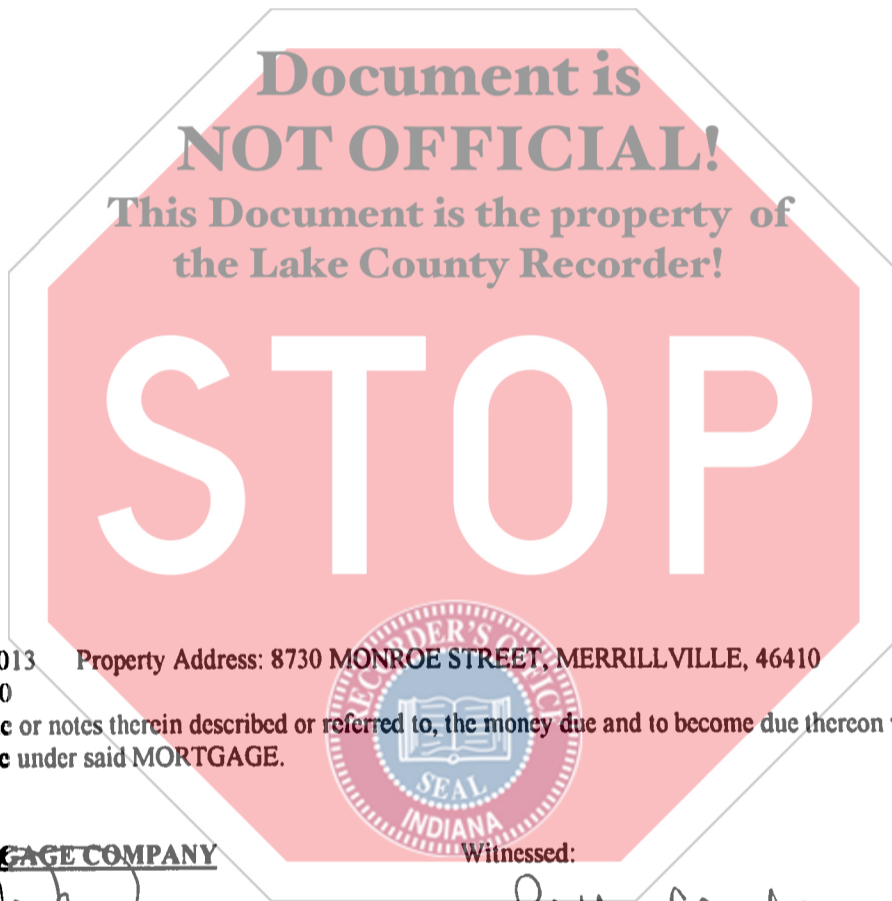 Document is
NOT OFFICIAL!
This Document is the property of
the Lake County Recorder!
STOP
013 Property Address: 8730 MONROE STREET, MERRILLVILLE, 46410
0
e or notes therein described or referred to, the money due and to become due thereon
e under said MORTGAGE.
RECORDER'S OFFICE
SEAL
INDIANA
GAGE COMPANY Witnessed: